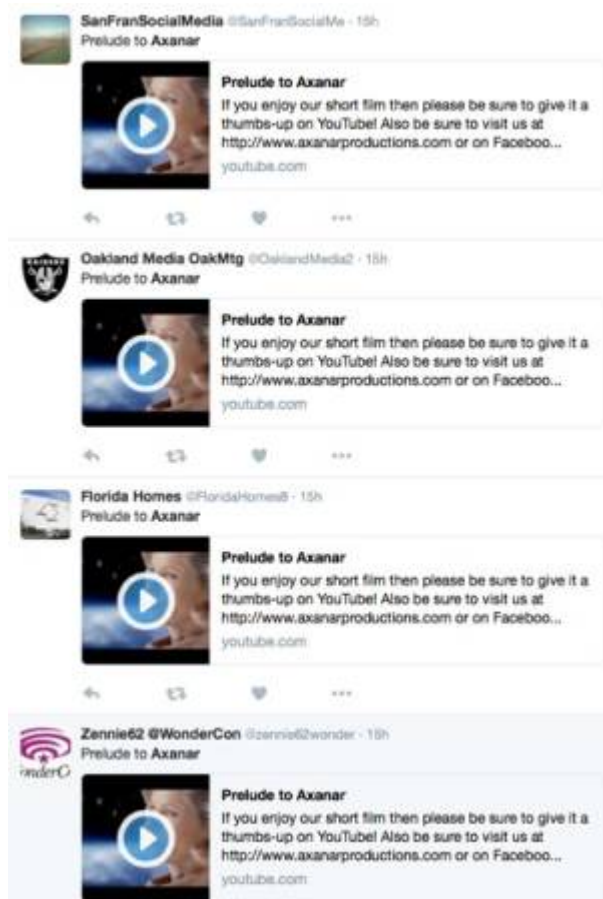 SanFranSocialMedia @SanFranSocialMe · 15h
Prelude to Axanar
Prelude to Axanar
If you enjoy our short film then please be sure to give it a
thumbs-up on YouTube! Also be sure to visit us at
http://www.axanarproductions.com or on Faceboo...
youtube.com
RAIDERS
Oakland Media OakMtg @OaklandMedia2 · 15h
Prelude to Axanar
Prelude to Axanar
If you enjoy our short film then please be sure to give it a
thumbs-up on YouTube! Also be sure to visit us at
http://www.axanarproductions.com or on Faceboo...
youtube.com
Florida Homes @FloridaHomes8 · 15h
Prelude to Axanar
Prelude to Axanar
If you enjoy our short film then please be sure to give it a
thumbs-up on YouTube! Also be sure to visit us at
http://www.axanarproductions.com or on Faceboo...
youtube.com
Zennie62 @WonderCon @zennie62wonder · 15h
Prelude to Axanar
onderC
Prelude to Axanar
If you enjoy our short film then please be sure to give it a
thumbs-up on YouTube! Also be sure to visit us at
http://www.axanarproductions.com or on Faceboo...
youtube.com